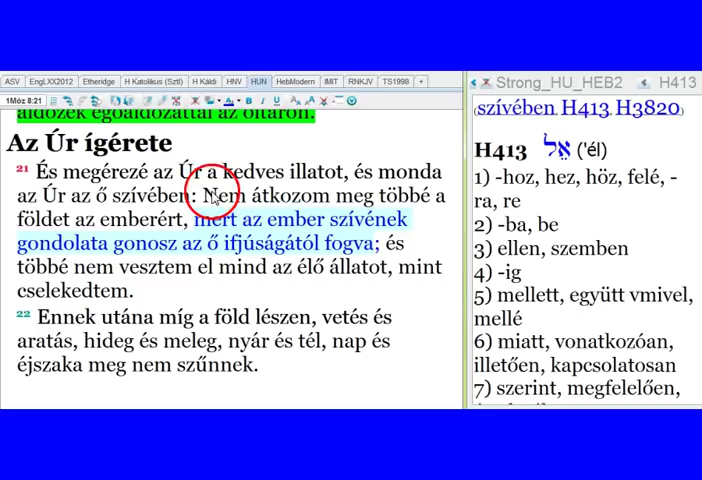 ASV EngLXX2012 Etheridge H Katolikus (Sztl) H Káldi HNV HUN HebModern IMIT RNKJV TS1998 +
1Móz 8:21
áldozék égőáldozattal az oltáron.
Az Úr ígérete
21 És megérezé az Úr a kedves illatot, és monda
az Úr az ő szívében: Nem átkozom meg többé a
földet az emberért, mert az ember szívének
gondolata gonosz az ő ifjúságától fogva; és
többé nem vesztem el mind az élő állatot, mint
cselekedtem.
22 Ennek utána míg a föld lészen, vetés és
aratás, hideg és meleg, nyár és tél, nap és
éjszaka meg nem szűnnek.
Strong_HU_HEB2 H413
szívében H413 H3820
H413 אֵל ('êl)
1) -hoz, hez, höz, felé, -
ra, re
2) -ba, be
3) ellen, szemben
4) -ig
5) mellett, együtt vmivel,
mellé
6) miatt, vonatkozóan,
illetően, kapcsolatosan
7) szerint, megfelelően,